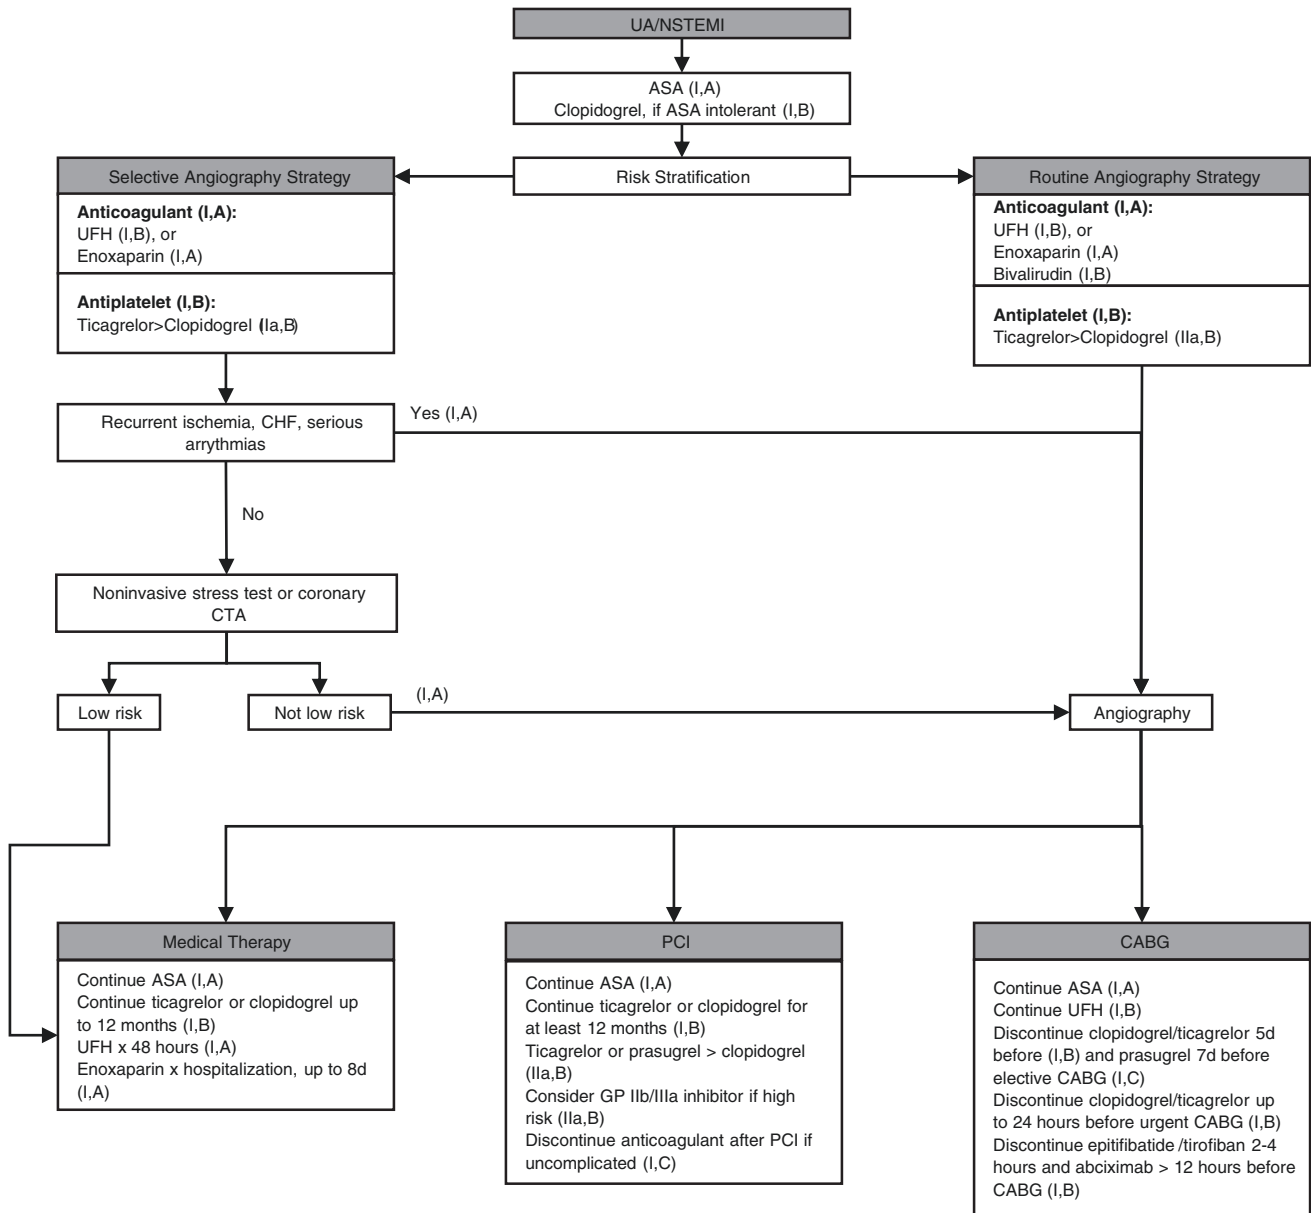 UA/NSTEMI
ASA (I,A)
Clopidogrel, if ASA intolerant (I,B)
Selective Angiography Strategy
Risk Stratification
Routine Angiography Strategy
Anticoagulant (I,A):
UFH (I,B), or
Enoxaparin (I,A)
Antiplatelet (I,B):
Ticagrelor>Clopidogrel (IIa,B)
Anticoagulant (I,A):
UFH (I,B), or
Enoxaparin (I,A)
Bivalirudin (I,B)
Antiplatelet (I,B):
Ticagrelor>Clopidogrel (IIa,B)
Recurrent ischemia, CHF, serious
arrythmias
Yes (I,A)
No
Noninvasive stress test or coronary
CTA
Low risk
Not low risk
(I,A)
Angiography
Medical Therapy
Continue ASA (I,A)
Continue ticagrelor or clopidogrel up
to 12 months (I,B)
UFH x 48 hours (I,A)
Enoxaparin x hospitalization, up to 8d
(I,A)
PCI
Continue ASA (I,A)
Continue ticagrelor or clopidogrel for
at least 12 months (I,B)
Ticagrelor or prasugrel > clopidogrel
(IIa,B)
Consider GP IIb/IIIa inhibitor if high
risk (IIa,B)
Discontinue anticoagulant after PCI if
uncomplicated (I,C)
CABG
Continue ASA (I,A)
Continue UFH (I,B)
Discontinue clopidogrel/ticagrelor 5d
before (I,B) and prasugrel 7d before
elective CABG (I,C)
Discontinue clopidogrel/ticagrelor up
to 24 hours before urgent CABG (I,B)
Discontinue epitifibatide /tirofiban 2-4
hours and abciximab > 12 hours before
CABG (I,B)